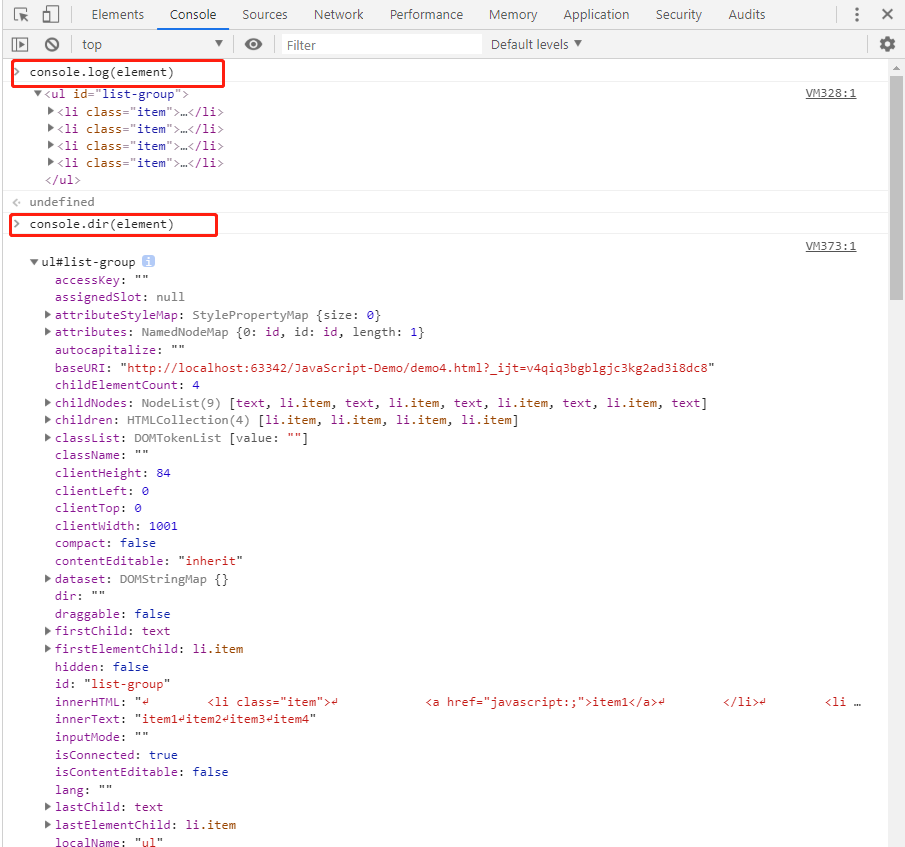 Elements Console Sources Network Performance Memory Application Security Audits
top Filter Default levels
console.log(element)
<ul id="list-group"> VM328:1
<li class="item">…</li>
<li class="item">…</li>
<li class="item">…</li>
<li class="item">…</li>
</ul>
undefined
console.dir(element)
VM373:1
ul#list-group i
accessKey: ""
assignedSlot: null
attributeStyleMap: StylePropertyMap {size: 0}
attributes: NamedNodeMap {0: id, id: id, length: 1}
autocapitalize: ""
baseURI: "http://localhost:63342/JavaScript-Demo/demo4.html?_ijt=v4qiq3bgblgjc3kg2ad3i8dc8"
childElementCount: 4
childNodes: NodeList(9) [text, li.item, text, li.item, text, li.item, text, li.item, text]
children: HTMLCollection(4) [li.item, li.item, li.item, li.item]
classList: DOMTokenList [value: ""]
className: ""
clientHeight: 84
clientLeft: 0
clientTop: 0
clientWidth: 1001
compact: false
contentEditable: "inherit"
dataset: DOMStringMap {}
dir: ""
draggable: false
firstChild: text
firstElementChild: li.item
hidden: false
id: "list-group"
innerHTML: "↵ <li class="item">↵ <a href="javascript:;">item1</a>↵ </li>↵ <li …
innerText: "item1↵item2↵item3↵item4"
inputMode: ""
isConnected: true
isContentEditable: false
lang: ""
lastChild: text
lastElementChild: li.item
localName: "ul"